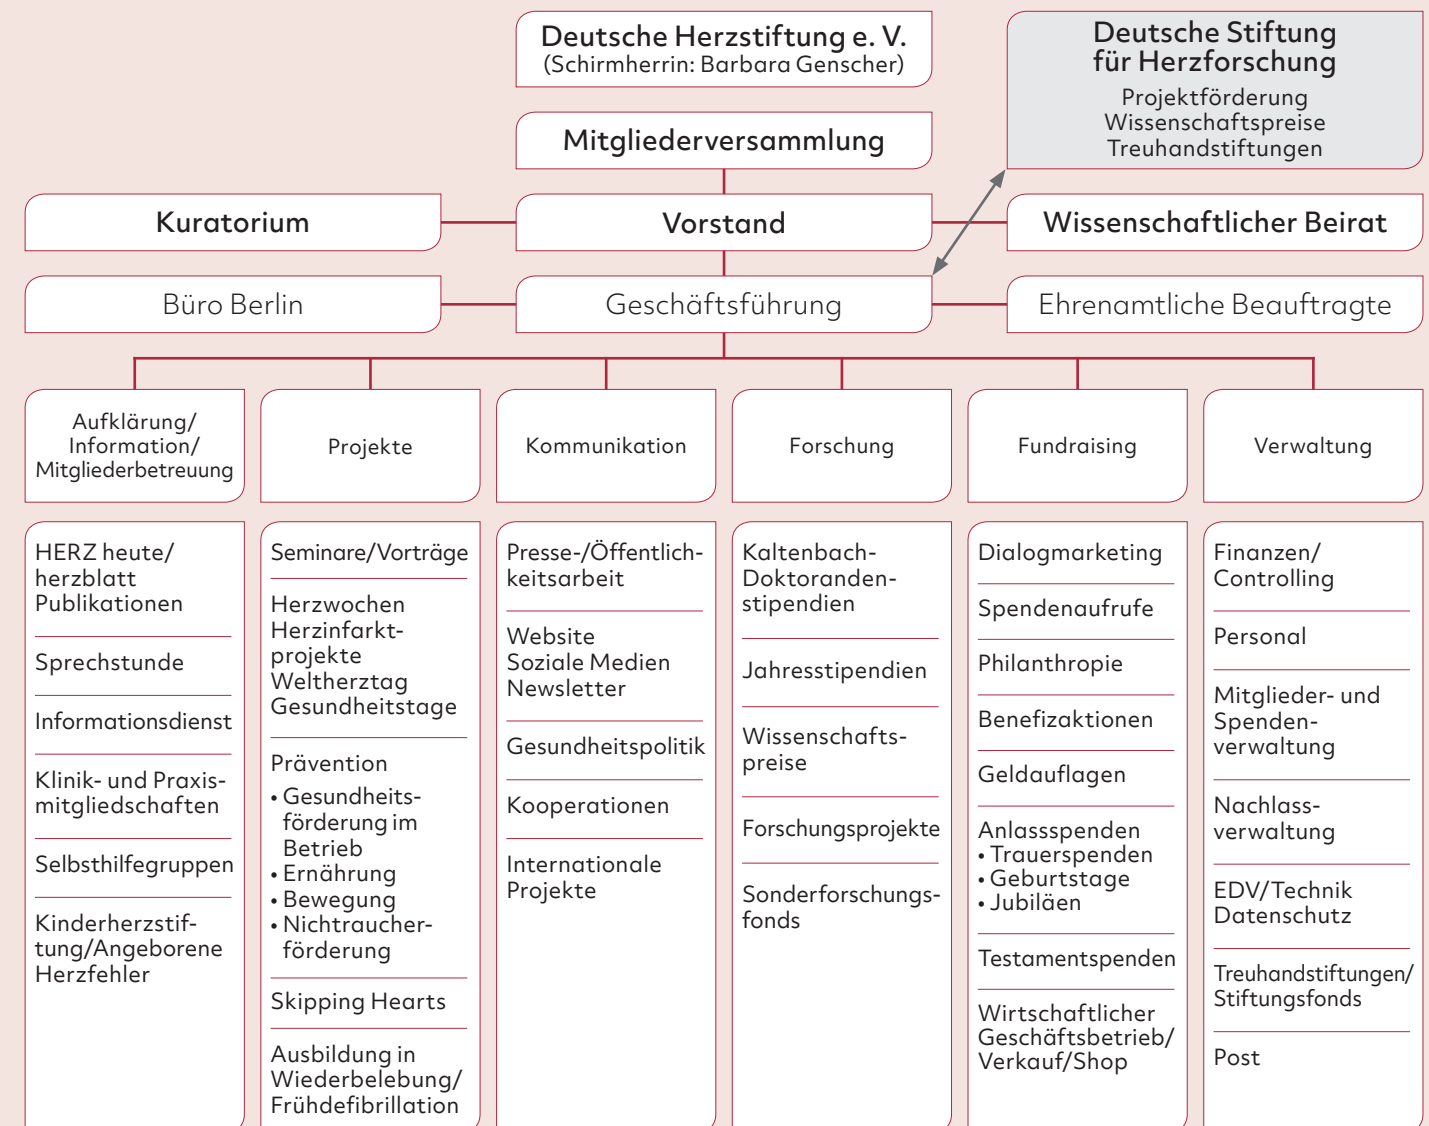 Deutsche Herzstiftung e. V.
(Schirmherrin: Barbara Genscher)
Deutsche Stiftung
für Herzforschung
Projektförderung
Wissenschaftspreise
Treuhandstiftungen
Mitgliederversammlung
Kuratorium
Vorstand
Wissenschaftlicher Beirat
Büro Berlin
Geschäftsführung
Ehrenamtliche Beauftragte
Aufklärung/
Information/
Mitgliederbetreuung
Projekte
Kommunikation
Forschung
Fundraising
Verwaltung
HERZ heute/
herzblatt
Publikationen
Sprechstunde
Informationsdienst
Klinik- und Praxis-
mitgliedschaften
Selbsthilfegruppen
Kinderherzstif-
tung/Angeborene
Herzfehler
Seminare/Vorträge
Herzwochen
Herzinfarkt-
projekte
Weltherztag
Gesundheitstage
Prävention
• Gesundheits-
förderung im
Betrieb
• Ernährung
• Bewegung
• Nichtraucher-
förderung
Skipping Hearts
Ausbildung in
Wiederbelebung/
Frühdefibrillation
Presse-/Öffentlich-
keitsarbeit
Website
Soziale Medien
Newsletter
Gesundheitspolitik
Kooperationen
Internationale
Projekte
Kaltenbach-
Doktoranden-
stipendien
Jahresstipendien
Wissenschafts-
preise
Forschungsprojekte
Sonderforschungs-
fonds
Dialogmarketing
Spendenaufrufe
Philanthropie
Benefizaktionen
Geldauflagen
Anlassspenden
• Trauerspenden
• Geburtstage
• Jubiläen
Testamentspenden
Wirtschaftlicher
Geschäftsbetrieb/
Verkauf/Shop
Finanzen/
Controlling
Personal
Mitglieder- und
Spenden-
verwaltung
Nachlass-
verwaltung
EDV/Technik
Datenschutz
Treuhandstiftungen/
Stiftungsfonds
Post